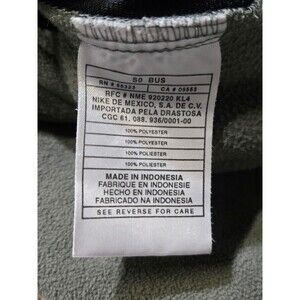 50 BUS
RN # 56323 CA # 05553
RFC # NME 920220 KL4
NIKE DE MEXICO, S.A. DE C.V.
IMPORTADA PELA DRASTOSA
CGC 61. 088. 936/0001-00
100% POLYESTER
100% POLYESTER
100% POLYESTER
100% POLIESTER
MADE IN INDONESIA
FABRIQUE EN INDONESIE
HECHO EN INDONESIA
FABRICADO NA INDONESIA
SEE REVERSE FOR CARE